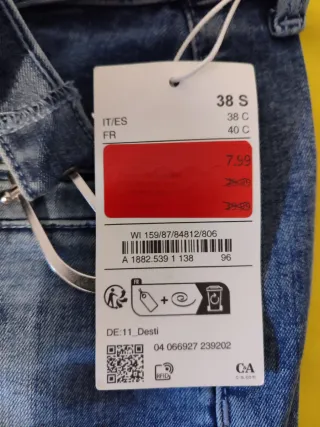 38 S
IT/ES 38 C
FR 40 C
7.99
WI 159/87/84812/806
A 1882.539 1 138 96
FR
DE:11_Desti
04 066927 239202
C&A